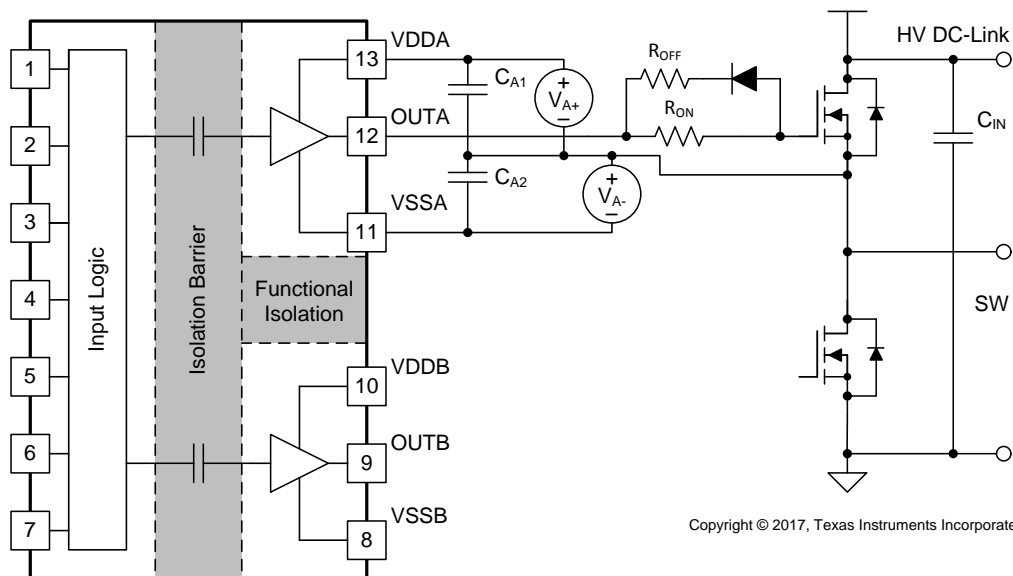 1
2
3
4
5
6
7
Input Logic
Isolation Barrier
Functional
Isolation
VDDA
13
OUTA
12
VSSA
11
VDDB
10
OUTB
9
VSSB
8
CA1
CA2
+
VA+
−
+
VA-
−
ROFF
RON
HV DC-Link
CIN
SW
Copyright © 2017, Texas Instruments Incorporate